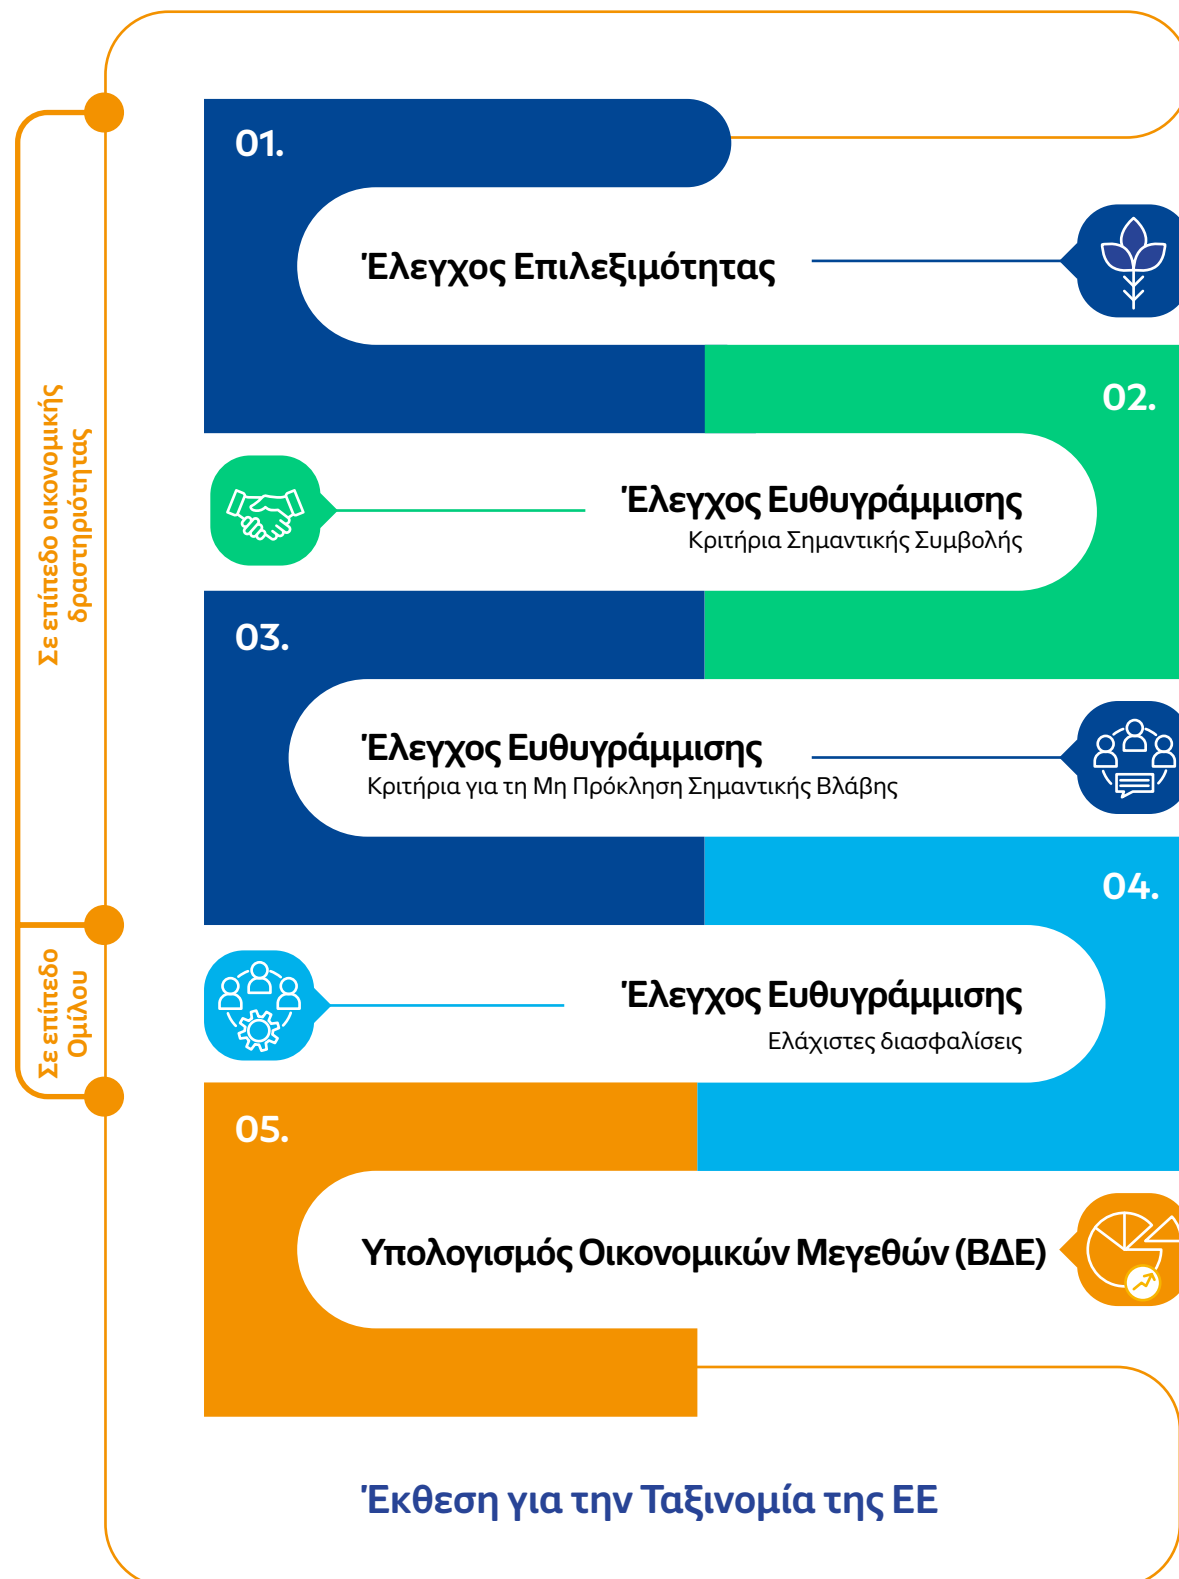 01.
Έλεγχος Επιλεξιμότητας
02.
Έλεγχος Ευθυγράμμισης
Κριτήρια Σημαντικής Συμβολής
03.
Έλεγχος Ευθυγράμμισης
Κριτήρια για τη Μη Πρόκληση Σημαντικής Βλάβης
04.
Έλεγχος Ευθυγράμμισης
Ελάχιστες διασφαλίσεις
05.
Υπολογισμός Οικονομικών Μεγεθών (ΒΔΕ)
Έκθεση για την Ταξινομία της ΕΕ
Σε επίπεδο οικονομικής
δραστηριότητας
Σε επίπεδο
Ομίλου